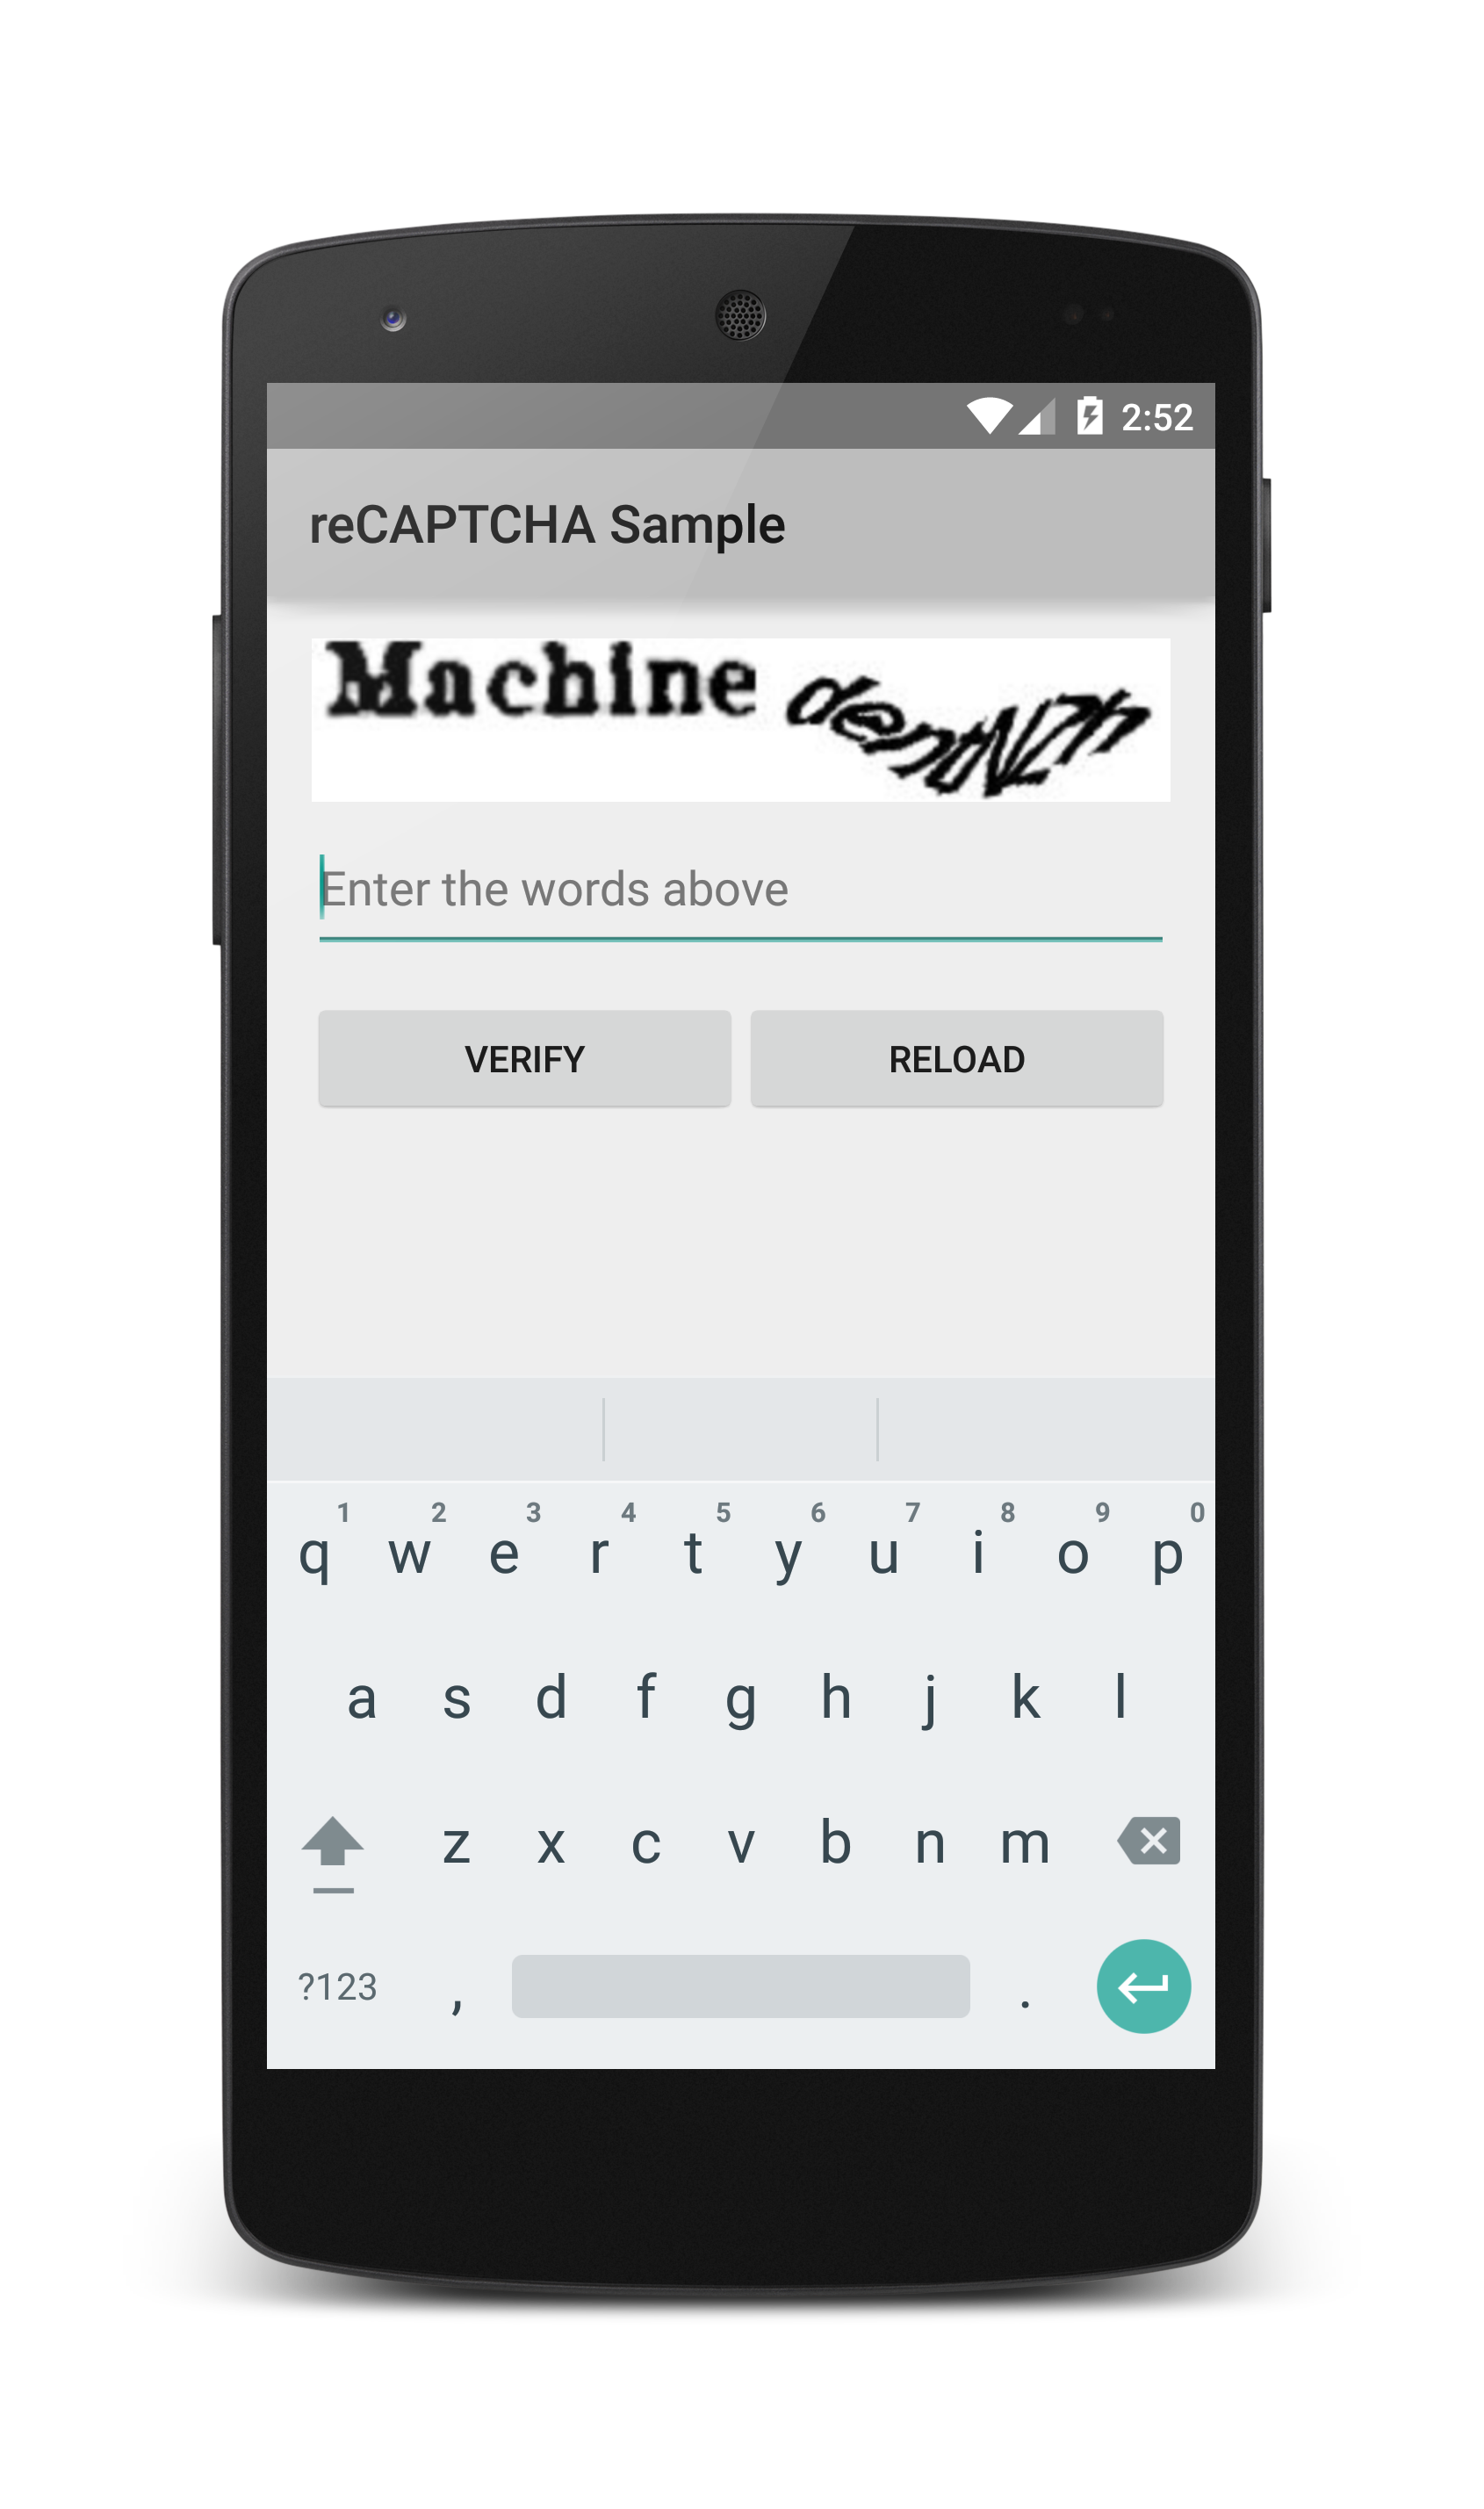 2:52
reCAPTCHA Sample
Machine
Enter the words above
VERIFY RELOAD
1 2 3 4 5 6 7 8 9 0
q w e r t y u i o p
a s d f g h j k l
z x c v b n m
?123 , .